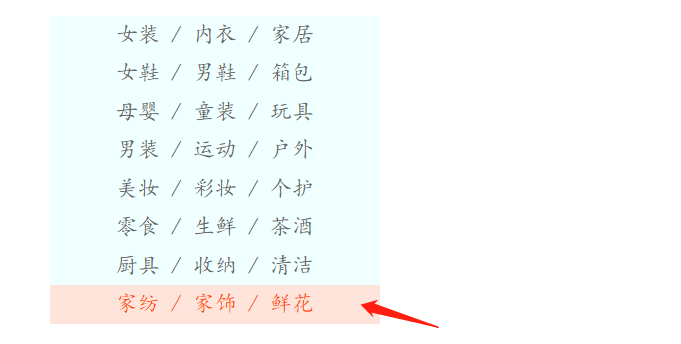 女装 / 内衣 / 家居
女鞋 / 男鞋 / 箱包
母婴 / 童装 / 玩具
男装 / 运动 / 户外
美妆 / 彩妆 / 个护
零食 / 生鲜 / 茶酒
厨具 / 收纳 / 清洁
家纺 / 家饰 / 鲜花